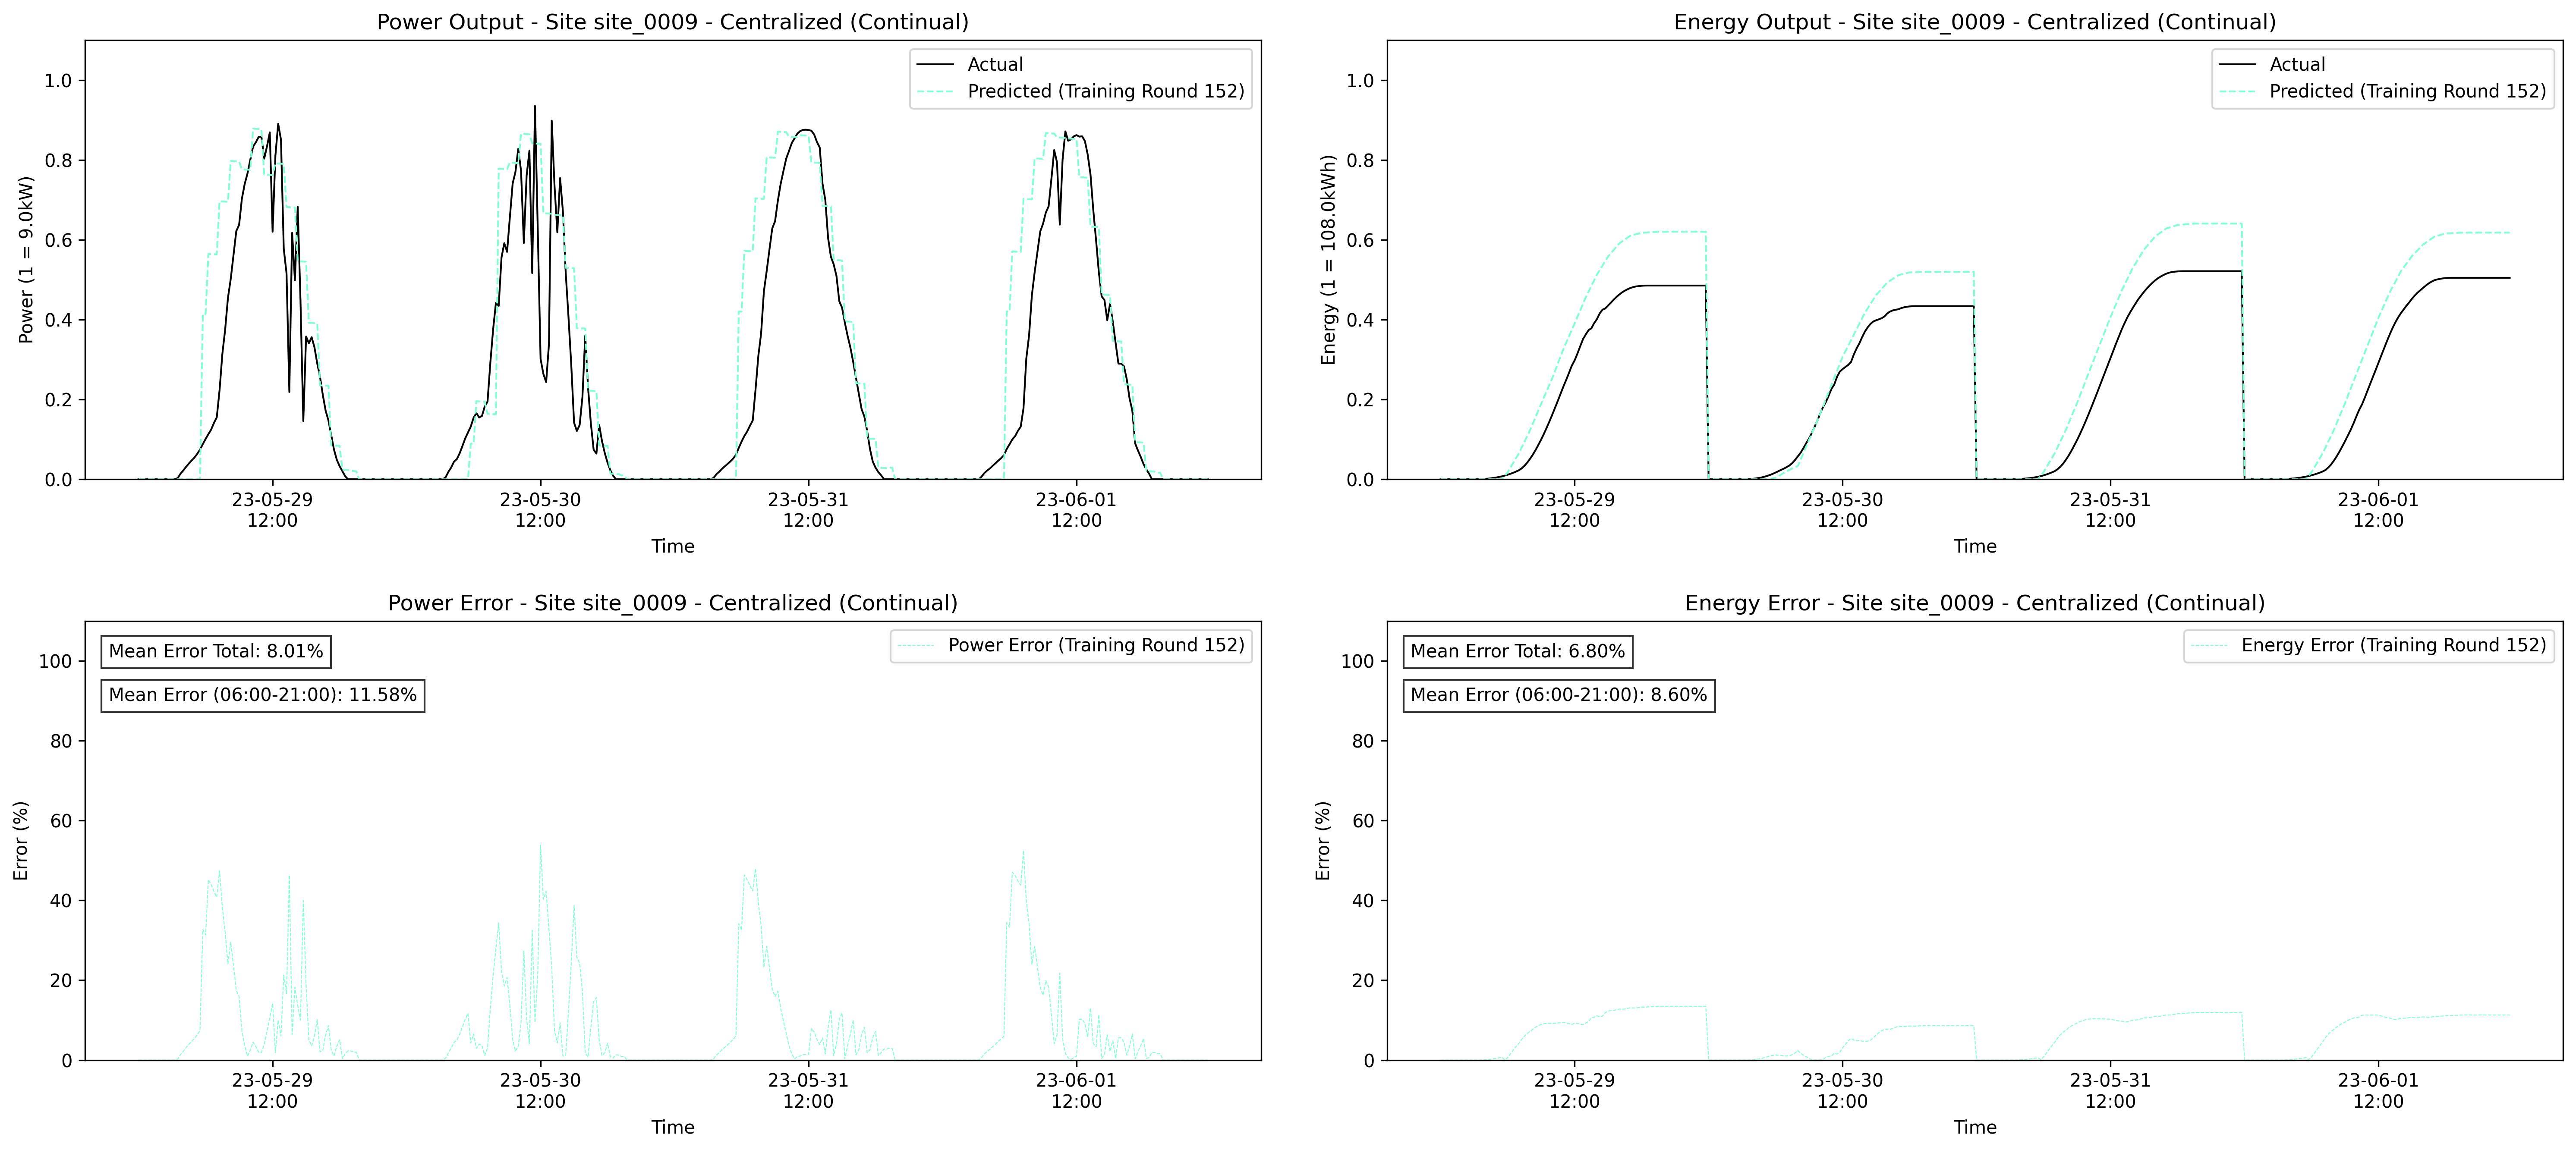 Power Output - Site site_0009 - Centralized (Continual)
Actual
Predicted (Training Round 152)
Power (1 = 9.0kW)
1.0
0.8
0.6
0.4
0.2
0.0
23-05-29
12:00
23-05-30
12:00
23-05-31
12:00
23-06-01
12:00
Time
Energy Output - Site site_0009 - Centralized (Continual)
Actual
Predicted (Training Round 152)
Energy (1 = 108.0kWh)
1.0
0.8
0.6
0.4
0.2
0.0
23-05-29
12:00
23-05-30
12:00
23-05-31
12:00
23-06-01
12:00
Time
Power Error - Site site_0009 - Centralized (Continual)
Mean Error Total: 8.01%
Mean Error (06:00-21:00): 11.58%
Power Error (Training Round 152)
Error (%)
100
80
60
40
20
0
23-05-29
12:00
23-05-30
12:00
23-05-31
12:00
23-06-01
12:00
Time
Energy Error - Site site_0009 - Centralized (Continual)
Mean Error Total: 6.80%
Mean Error (06:00-21:00): 8.60%
Energy Error (Training Round 152)
Error (%)
100
80
60
40
20
0
23-05-29
12:00
23-05-30
12:00
23-05-31
12:00
23-06-01
12:00
Time